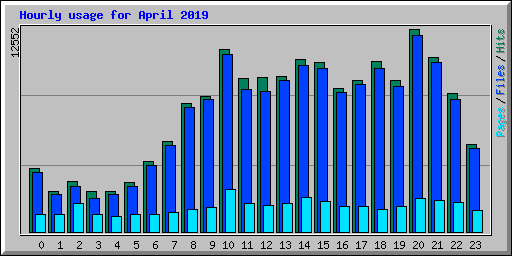 Hourly usage for April 2019
12552
Pages/Files/Hits
0 1 2 3 4 5 6 7 8 9 10 11 12 13 14 15 16 17 18 19 20 21 22 23